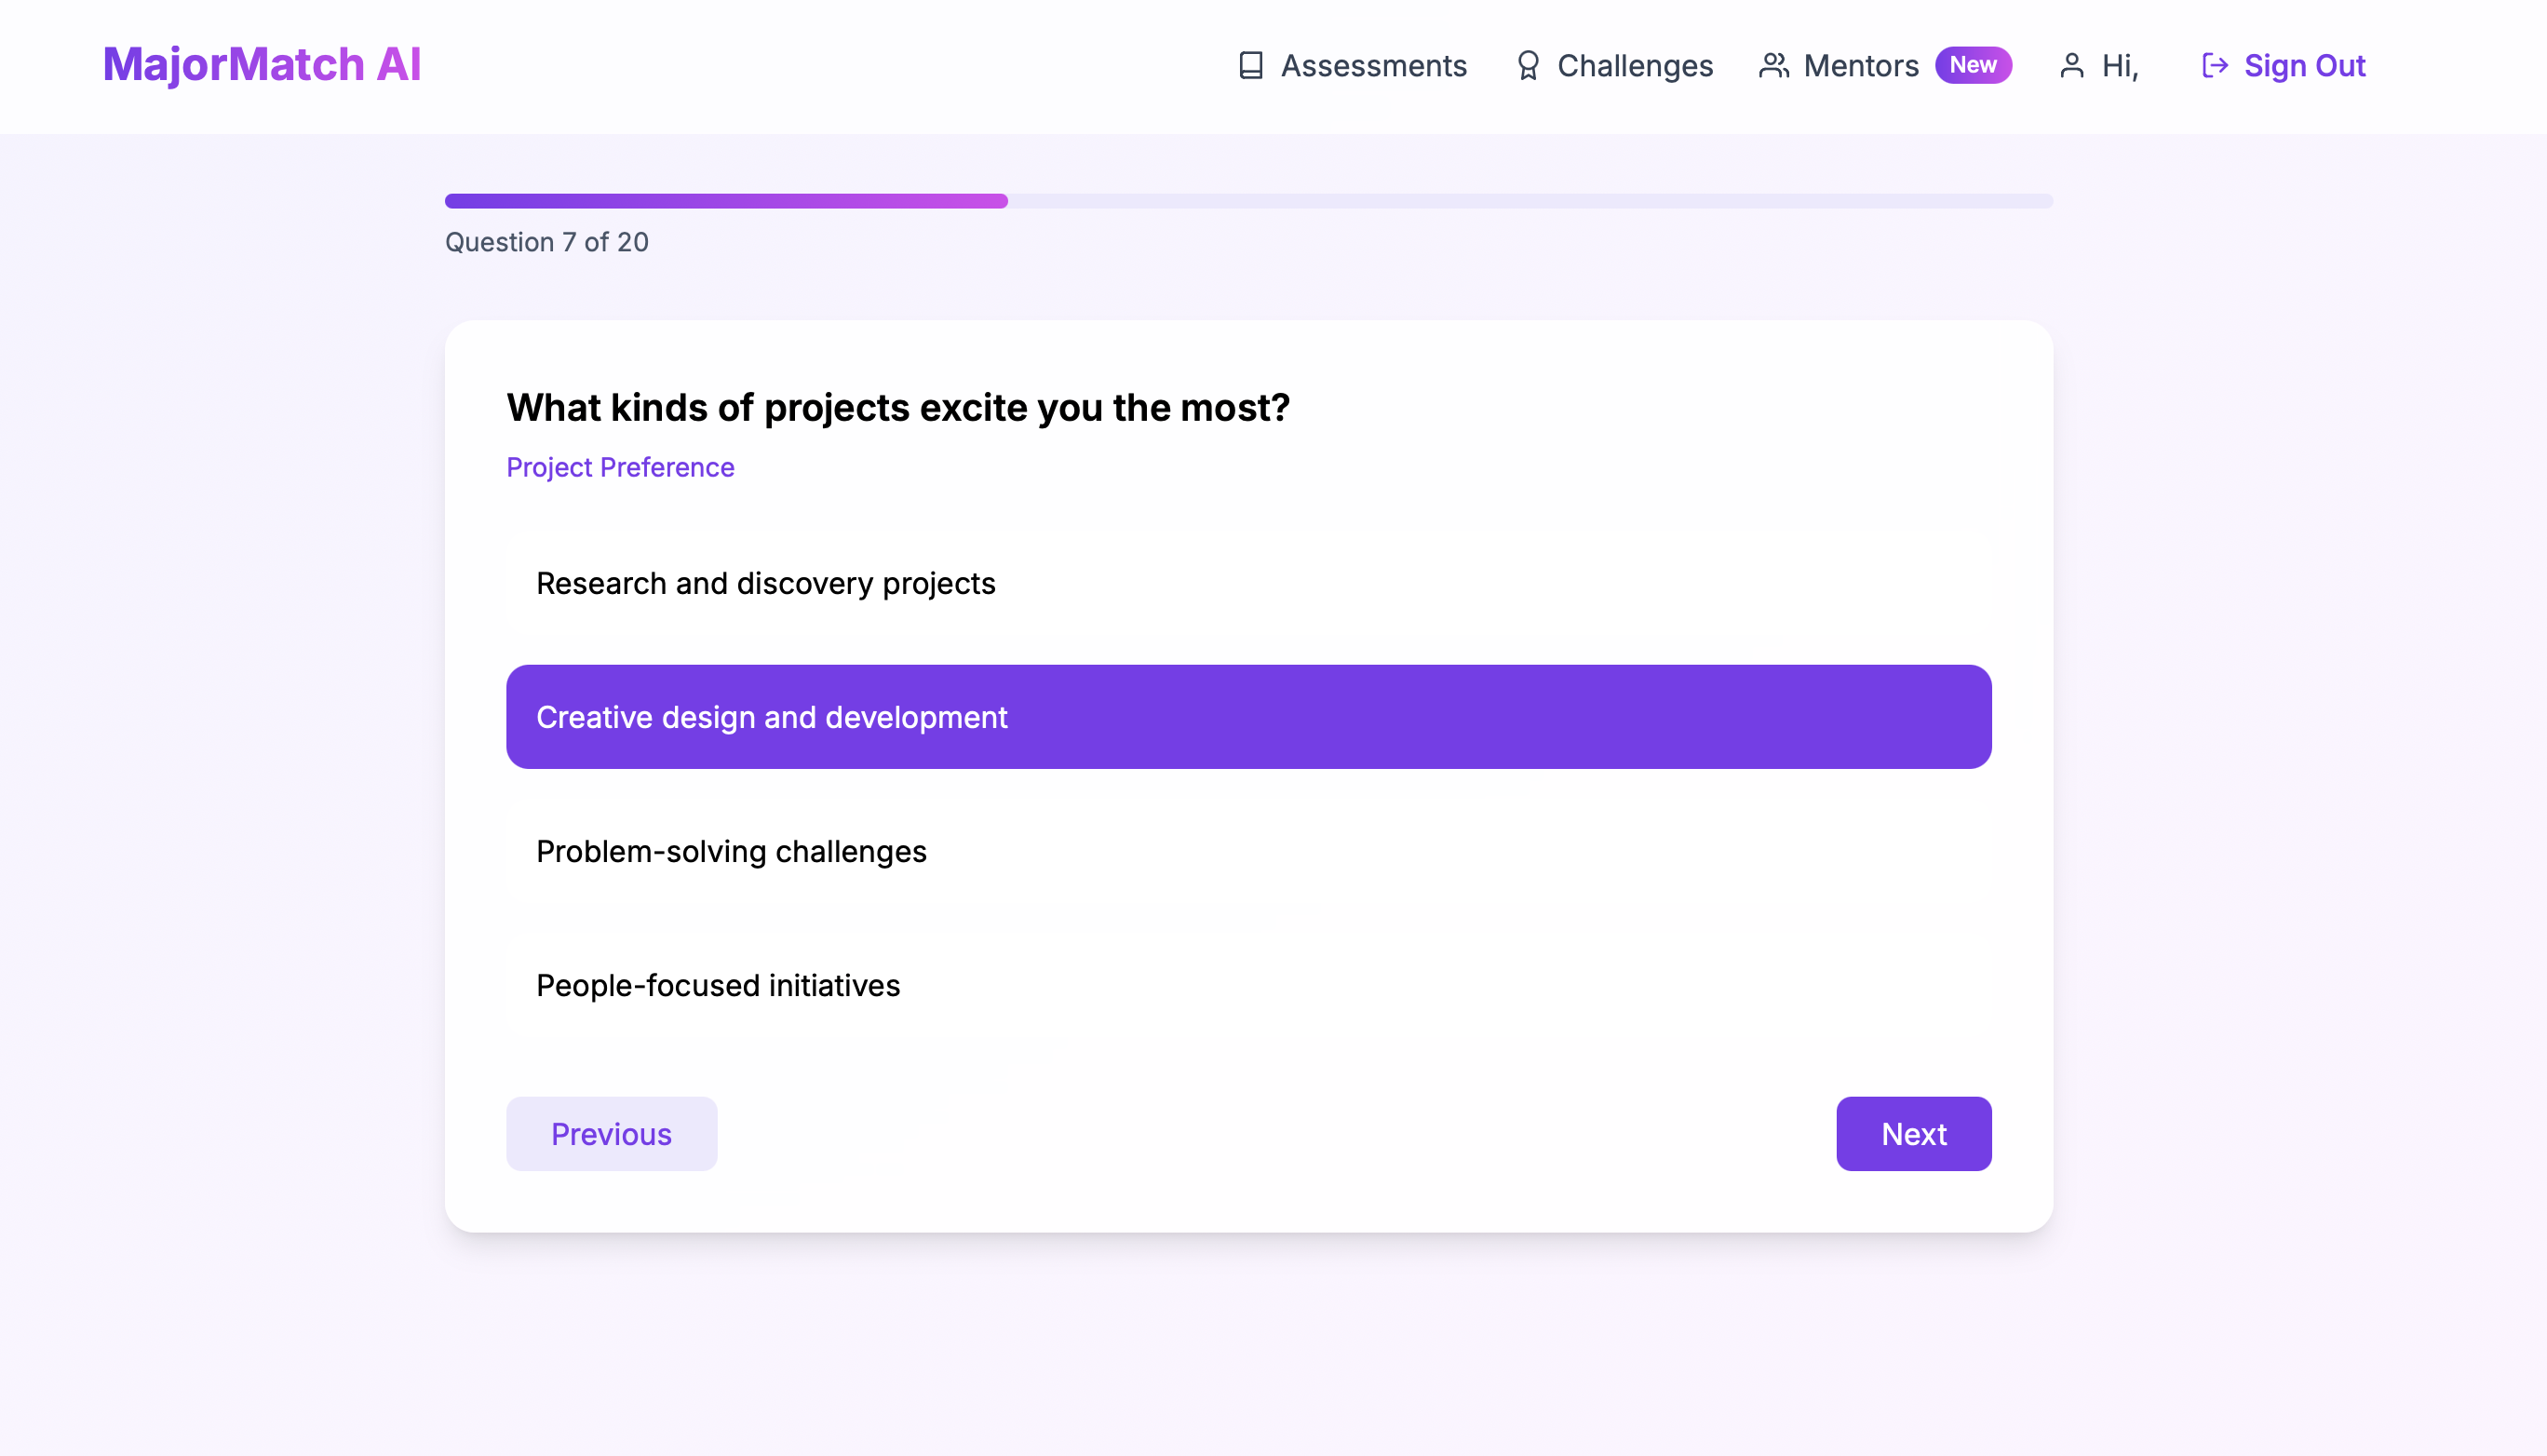 MajorMatch AI
Assessments
Challenges
Mentors New
Hi,
Sign Out
Question 7 of 20
What kinds of projects excite you the most?
Project Preference
Research and discovery projects
Creative design and development
Problem-solving challenges
People-focused initiatives
Previous
Next